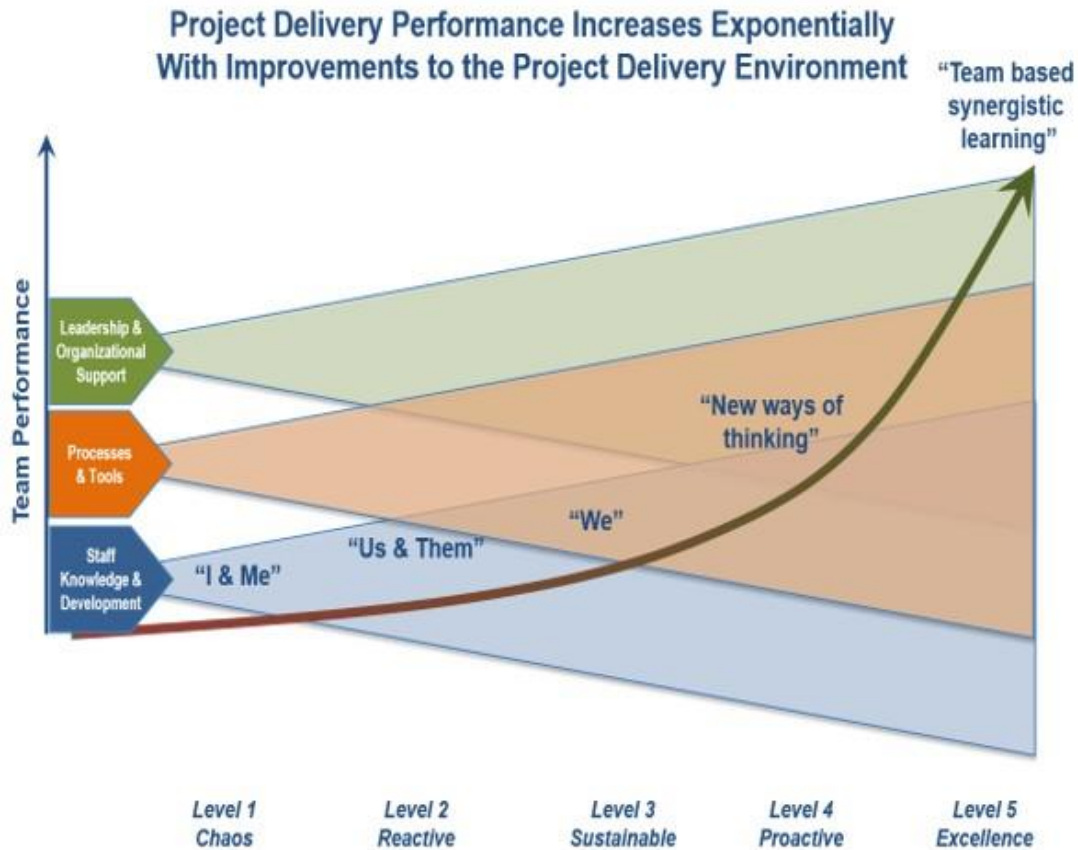 Project Delivery Performance Increases Exponentially
With Improvements to the Project Delivery Environment
“Team based
synergistic
learning”
Team Performance
Leadership &
Organizational
Support
Processes
& Tools
Staff
Knowledge &
Development
“I & Me”
“Us & Them”
“We”
“New ways of
thinking”
Level 1
Chaos
Level 2
Reactive
Level 3
Sustainable
Level 4
Proactive
Level 5
Excellence